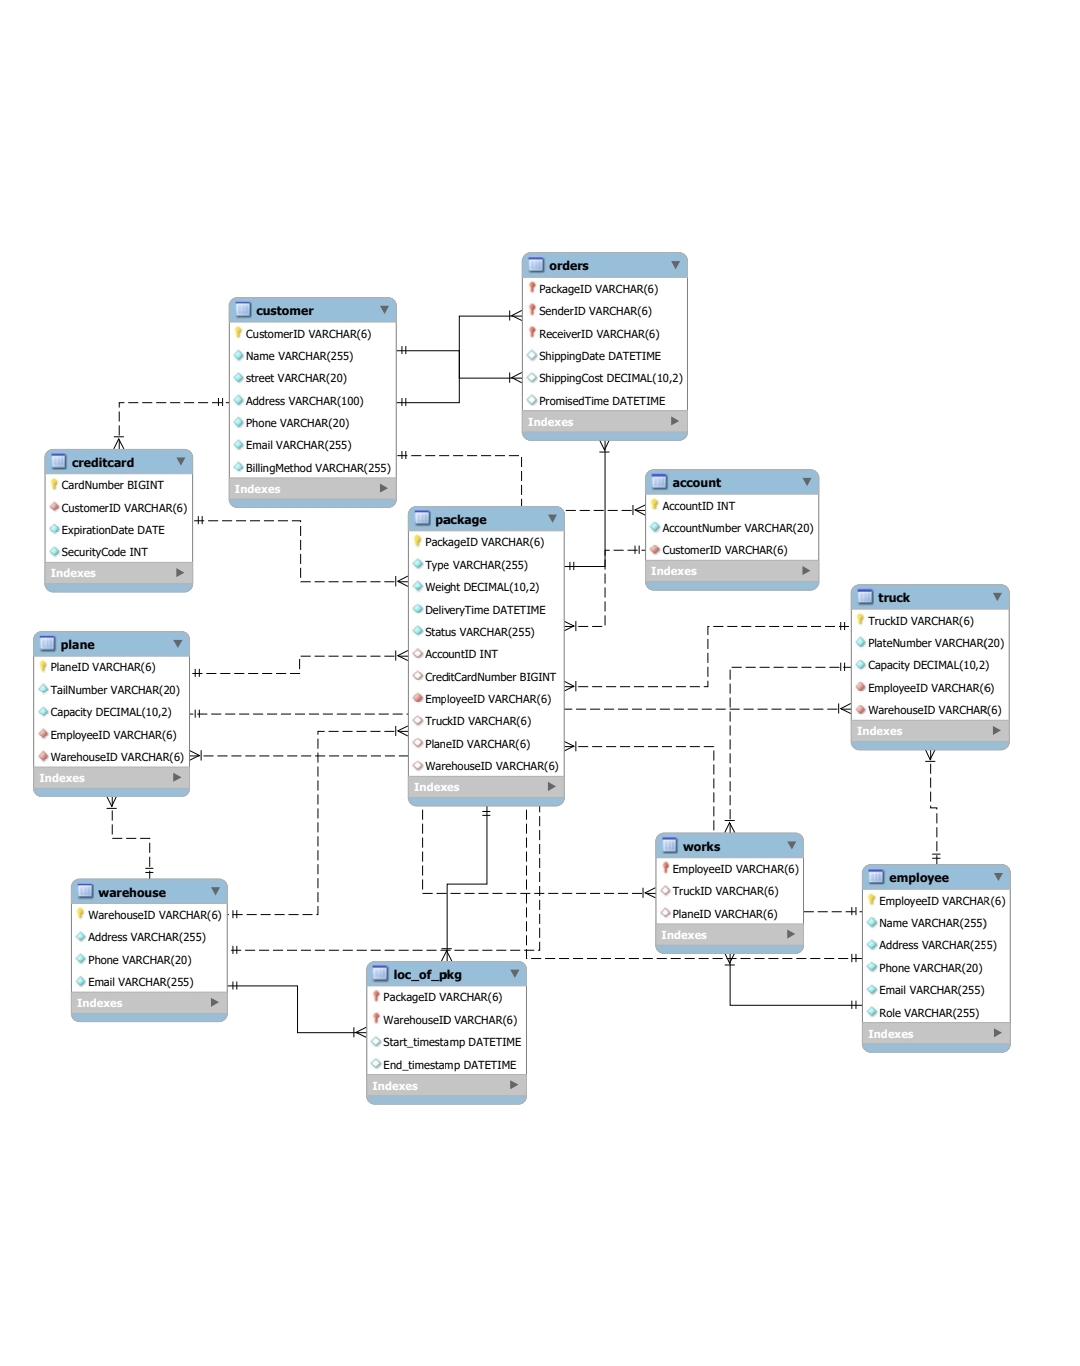 orders
PackageID VARCHAR(6)
SenderID VARCHAR(6)
ReceiverID VARCHAR(6)
ShippingDate DATETIME
ShippingCost DECIMAL(10,2)
PromisedTime DATETIME
Indexes
customer
CustomerID VARCHAR(6)
Name VARCHAR(255)
street VARCHAR(20)
Address VARCHAR(100)
Phone VARCHAR(20)
Email VARCHAR(255)
BillingMethod VARCHAR(255)
Indexes
creditcard
CardNumber BIGINT
CustomerID VARCHAR(6)
ExpirationDate DATE
SecurityCode INT
Indexes
account
AccountID INT
AccountNumber VARCHAR(20)
CustomerID VARCHAR(6)
Indexes
package
PackageID VARCHAR(6)
Type VARCHAR(255)
Weight DECIMAL(10,2)
DeliveryTime DATETIME
Status VARCHAR(255)
AccountID INT
CreditCardNumber BIGINT
EmployeeID VARCHAR(6)
TruckID VARCHAR(6)
PlaneID VARCHAR(6)
WarehouseID VARCHAR(6)
Indexes
truck
TruckID VARCHAR(6)
PlateNumber VARCHAR(20)
Capacity DECIMAL(10,2)
EmployeeID VARCHAR(6)
WarehouseID VARCHAR(6)
Indexes
plane
PlaneID VARCHAR(6)
TailNumber VARCHAR(20)
Capacity DECIMAL(10,2)
EmployeeID VARCHAR(6)
WarehouseID VARCHAR(6)
Indexes
works
EmployeeID VARCHAR(6)
TruckID VARCHAR(6)
PlaneID VARCHAR(6)
Indexes
employee
EmployeeID VARCHAR(6)
Name VARCHAR(255)
Address VARCHAR(255)
Phone VARCHAR(20)
Email VARCHAR(255)
Role VARCHAR(255)
Indexes
warehouse
WarehouseID VARCHAR(6)
Address VARCHAR(255)
Phone VARCHAR(20)
Email VARCHAR(255)
Indexes
loc_of_pkg
PackageID VARCHAR(6)
WarehouseID VARCHAR(6)
Start_timestamp DATETIME
End_timestamp DATETIME
Indexes